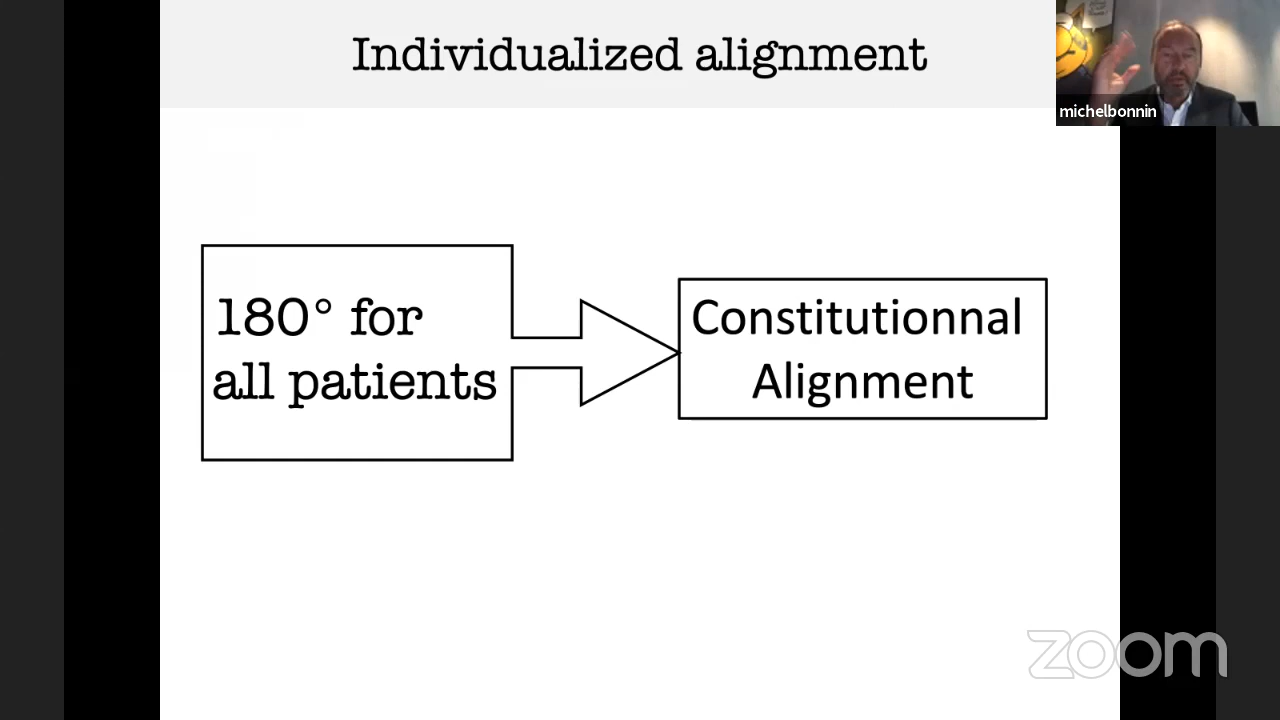 Individualized alignment
michelbonnin
180° for
all patients
Constitutionnal
Alignment
zoom